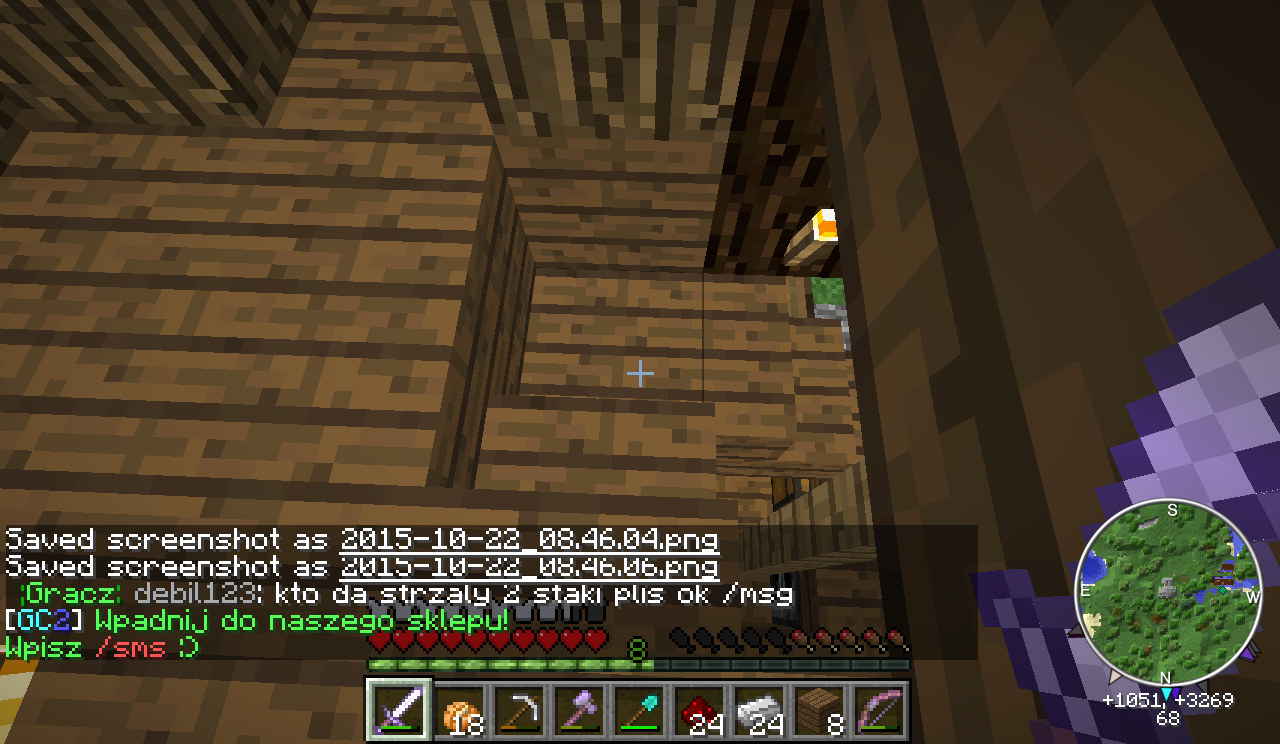 Saved screenshot as 2015-10-22_08.46.04.png
Saved screenshot as 2015-10-22_08.46.06.png
¦Gracz¦ debil123: kto da strzaly 2 staki plis ok /msg
[GC2] Wpadnij do naszego sklepu!
Wpisz /sms :)
8
18
24
24
8
S
E
W
N
+1051, +3269
68